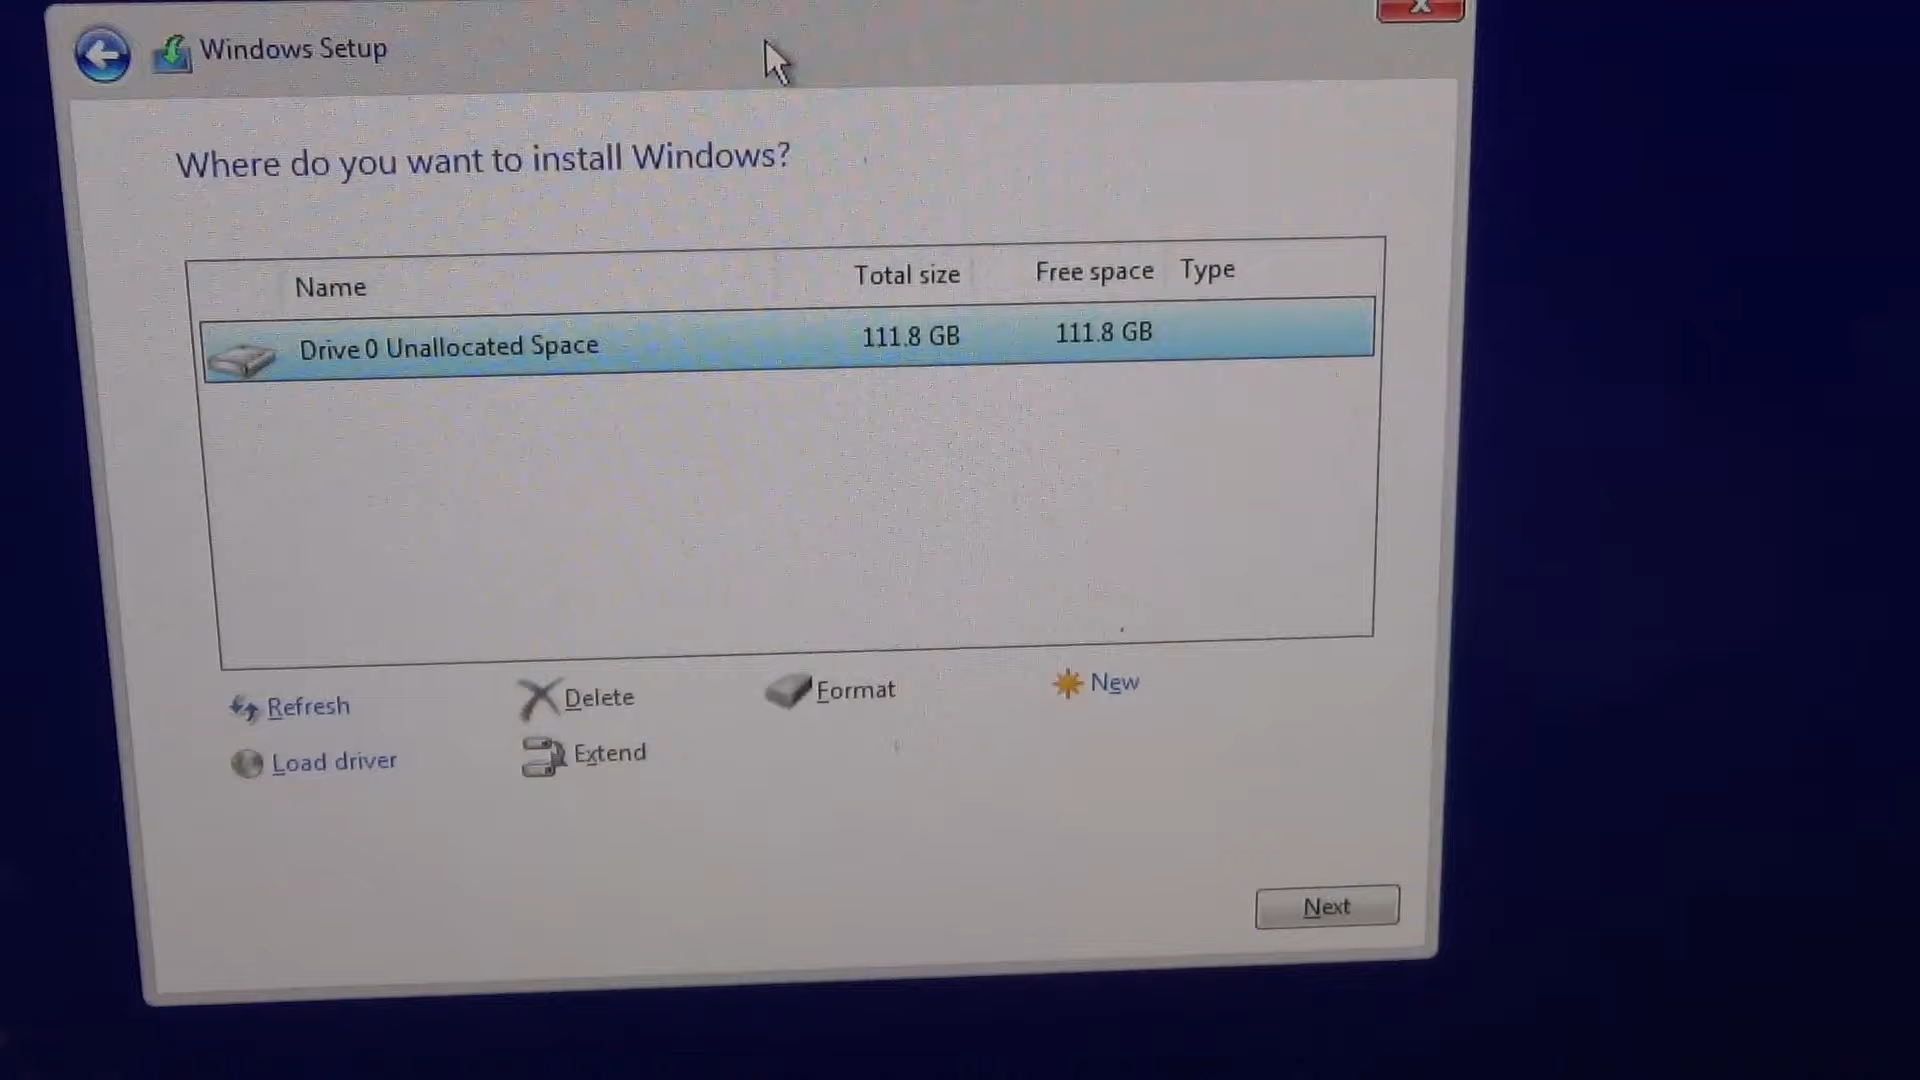 x
Windows Setup
Where do you want to install Windows?
Name Total size Free space Type
Drive 0 Unallocated Space 111.8 GB 111.8 GB
Refresh Delete Format New
Load driver Extend
Next